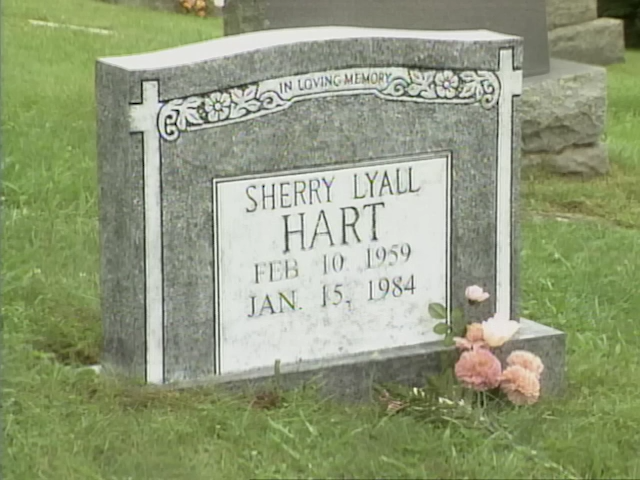 IN LOVING MEMORY
SHERRY LYALL
HART
FEB 10 1959
JAN. 15, 1984